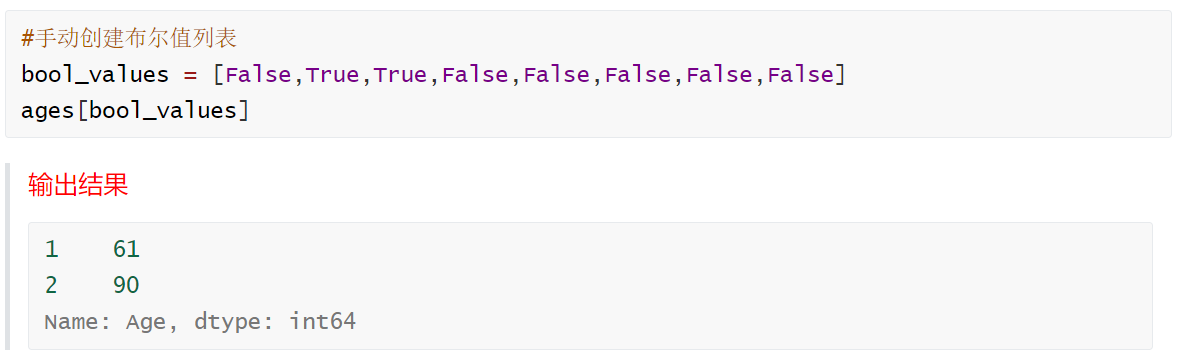 #手动创建布尔值列表
bool_values = [False,True,True,False,False,False,False,False]
ages[bool_values]
输出结果
1    61
2    90
Name: Age, dtype: int64